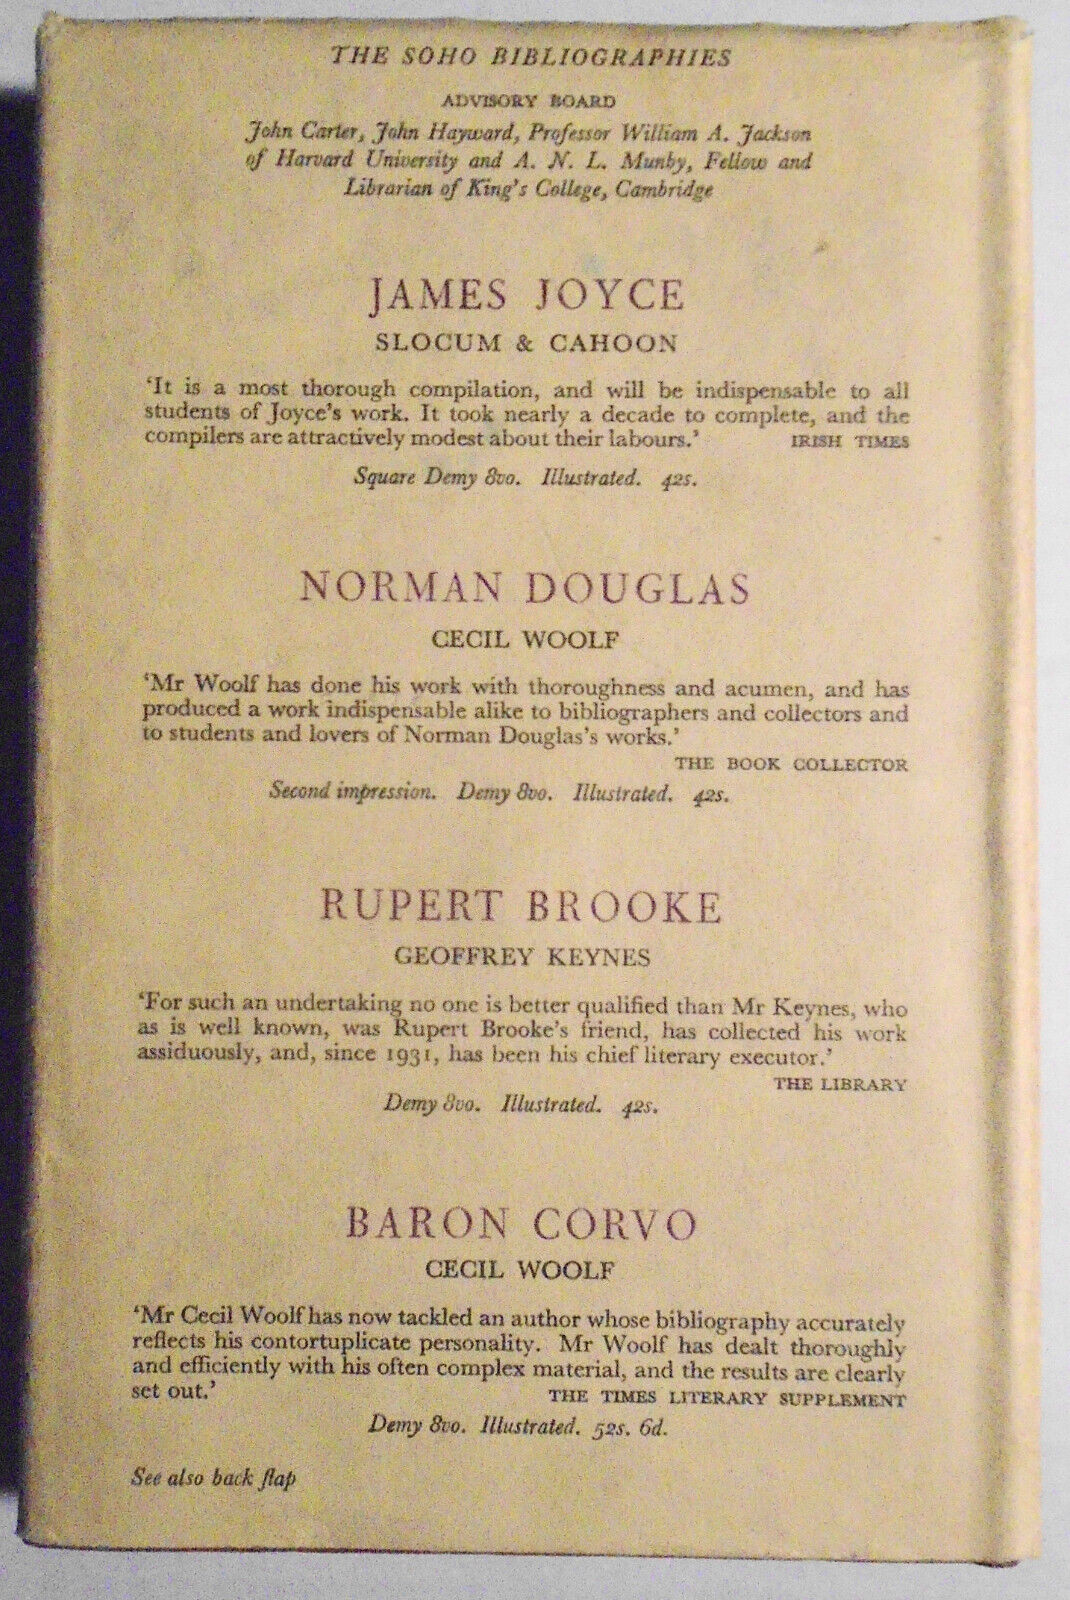 THE SOHO BIBLIOGRAPHIES
ADVISORY BOARD
John Carter, John Hayward, Professor William A. Jackson
of Harvard University and A. N. L. Munby, Fellow and
Librarian of King's College, Cambridge
JAMES JOYCE
SLOCUM & CAHOON
'It is a most thorough compilation, and will be indispensable to all
students of Joyce's work. It took nearly a decade to complete, and the
compilers are attractively modest about their labours.' IRISH TIMES
Square Demy 8vo. Illustrated. 42s.
NORMAN DOUGLAS
CECIL WOOLF
'Mr Woolf has done his work with thoroughness and acumen, and has
produced a work indispensable alike to bibliographers and collectors and
to students and lovers of Norman Douglas's works.'
THE BOOK COLLECTOR
Second impression. Demy 8vo. Illustrated. 42s.
RUPERT BROOKE
GEOFFREY KEYNES
'For such an undertaking no one is better qualified than Mr Keynes, who
as is well known, was Rupert Brooke's friend, has collected his work
assiduously, and, since 1931, has been his chief literary executor.'
THE LIBRARY
Demy 8vo. Illustrated. 42s.
BARON CORVO
CECIL WOOLF
'Mr Cecil Woolf has now tackled an author whose bibliography accurately
reflects his contortuplicate personality. Mr Woolf has dealt thoroughly
and efficiently with his often complex material, and the results are clearly
set out.' THE TIMES LITERARY SUPPLEMENT
Demy 8vo. Illustrated. 52s. 6d.
See also back flap